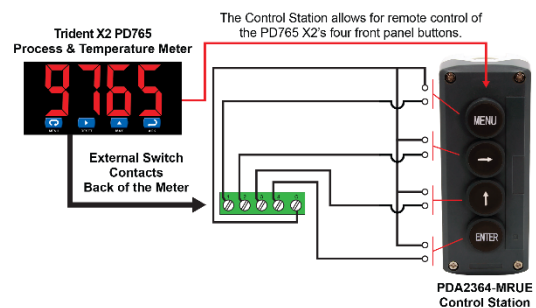 The Control Station allows for remote control of
the PD765 X2's four front panel buttons.
Trident X2 PD765
Process & Temperature Meter
9765
MENU
External Switch
Contacts
Back of the Meter
MENU
ENTER
PDA2364-MRUE
Control Station